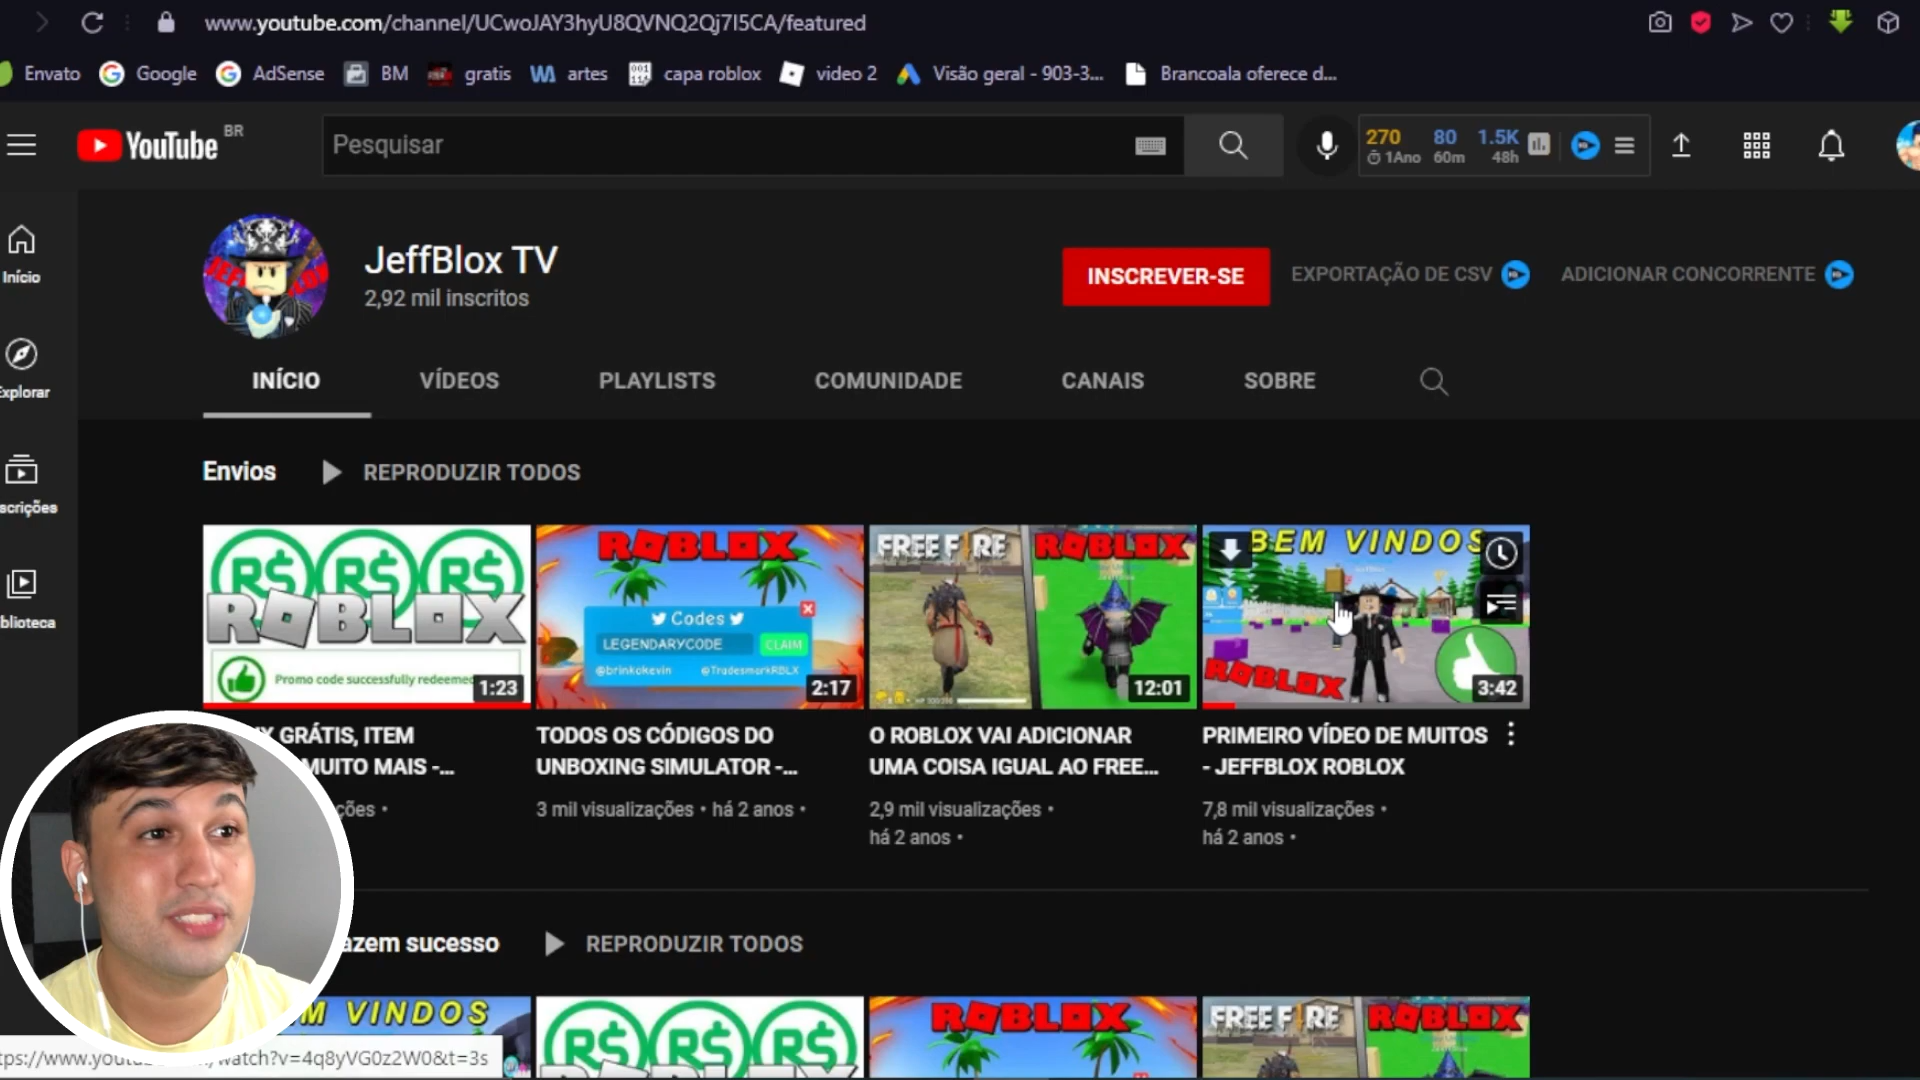 www.youtube.com/channel/UCwoJAY3hyU8QVNQ2Qj7I5CA/featured
Envato Google AdSense BM gratis artes capa roblox video 2 Visão geral - 903-3... Brancoala oferece d...
YouTube BR
Pesquisar
270 80 1.5K
1Ano 60m 48h
Início
Explorar
scrições
blioteca
JeffBlox TV
2,92 mil inscritos
INSCREVER-SE
EXPORTAÇÃO DE CSV
ADICIONAR CONCORRENTE
INÍCIO VÍDEOS PLAYLISTS COMUNIDADE CANAIS SOBRE
Envios
REPRODUZIR TODOS
R$ R$ R$
ROBLOX
Promo code successfully redeemed
1:23
X GRÁTIS, ITEM
MUITO MAIS -...
ções •
ROBLOX
Codes
LEGENDARYCODE
CLAIM
@brinkokevin @TradesmarkRBLX
2:17
TODOS OS CÓDIGOS DO
UNBOXING SIMULATOR -...
3 mil visualizações • há 2 anos •
FREE FIRE
ROBLOX
12:01
O ROBLOX VAI ADICIONAR
UMA COISA IGUAL AO FREE...
2,9 mil visualizações •
há 2 anos •
BEM VINDOS
ROBLOX
3:42
PRIMEIRO VÍDEO DE MUITOS
- JEFFBLOX ROBLOX
7,8 mil visualizações •
há 2 anos •
azem sucesso
REPRODUZIR TODOS
M VINDOS
R$ R$ R$
ROBLOX
FREE FIRE
ROBLOX
/watch?v=4q8yVG0z2W0&t=3s